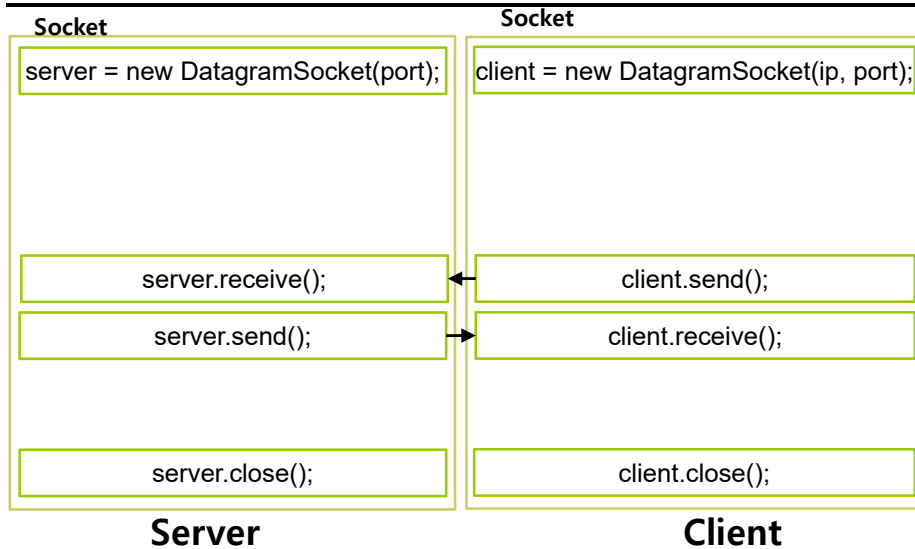 Socket
server = new DatagramSocket(port);
server.receive();
server.send();
server.close();
Server
Socket
client = new DatagramSocket(ip, port);
client.send();
client.receive();
client.close();
Client